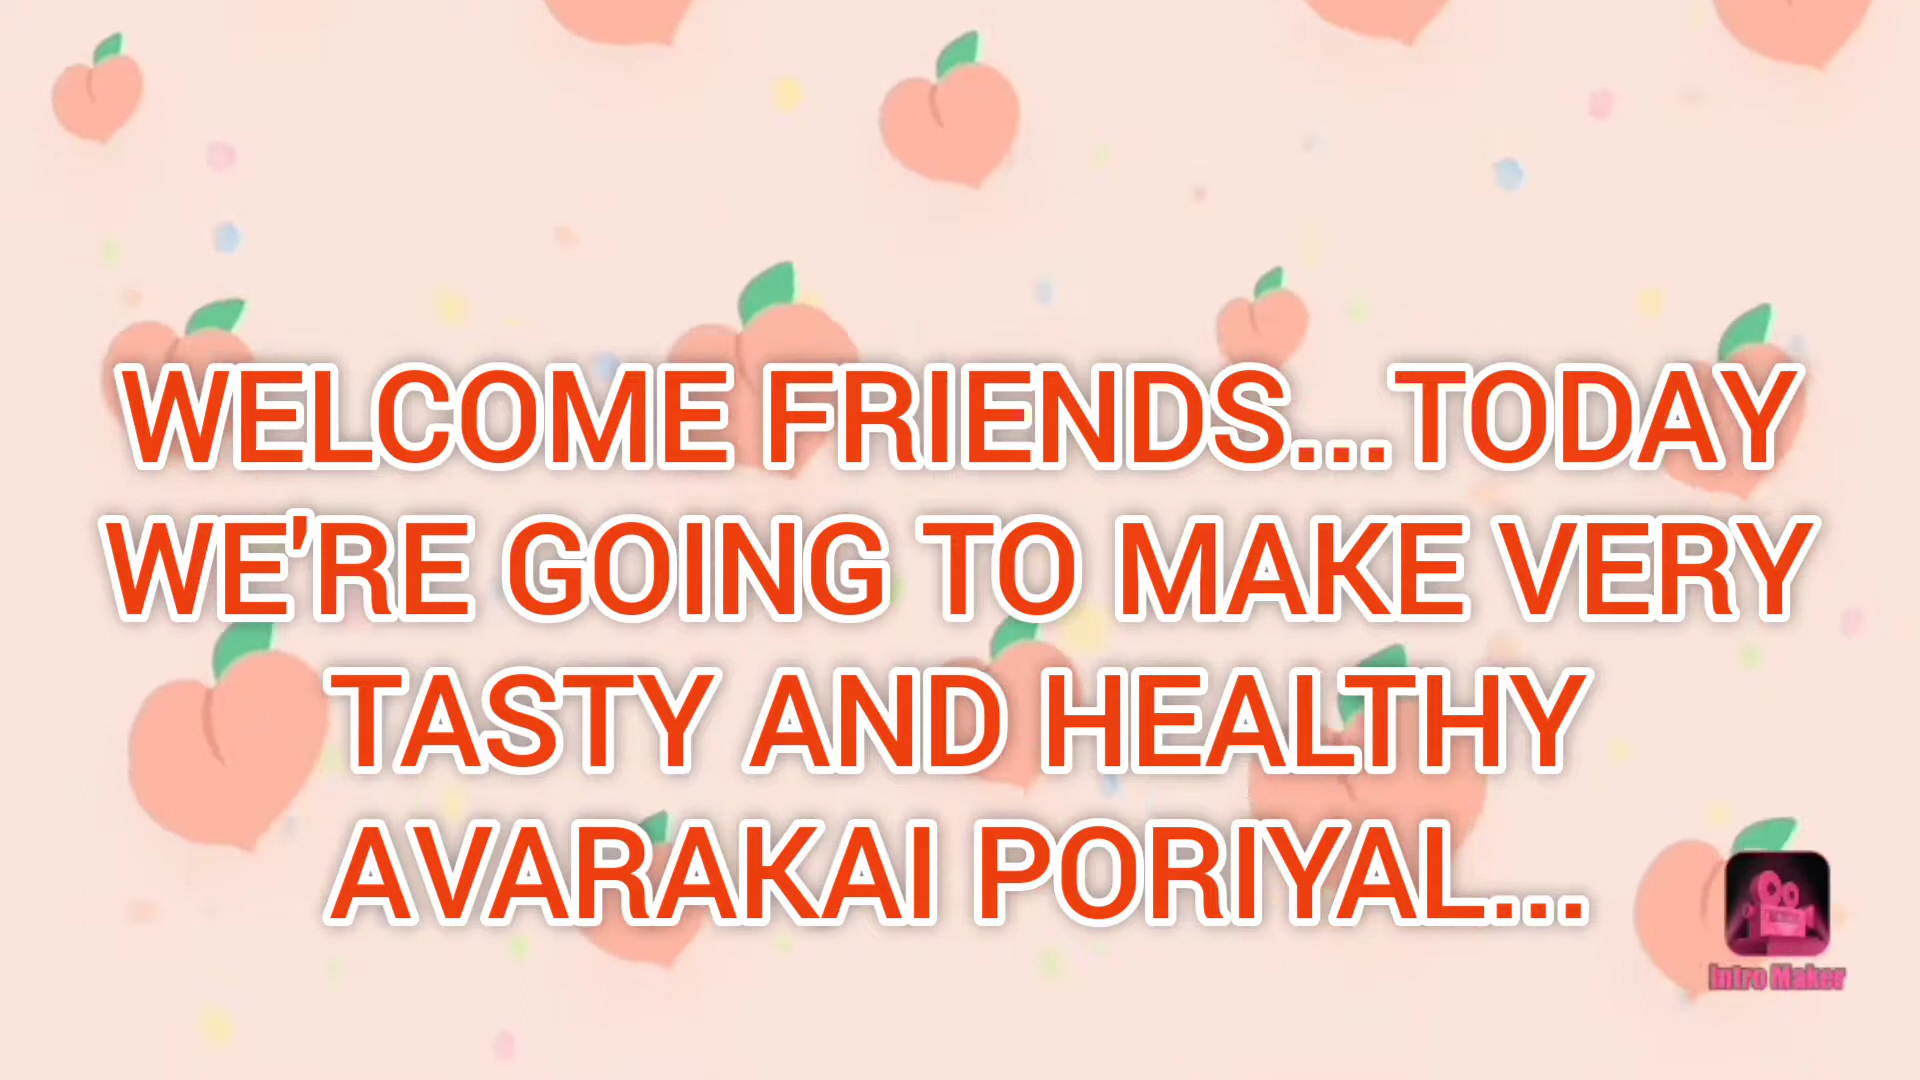 WELCOME FRIENDS...TODAY
WE'RE GOING TO MAKE VERY
TASTY AND HEALTHY
AVARAKAI PORIYAL...
Intro Maker